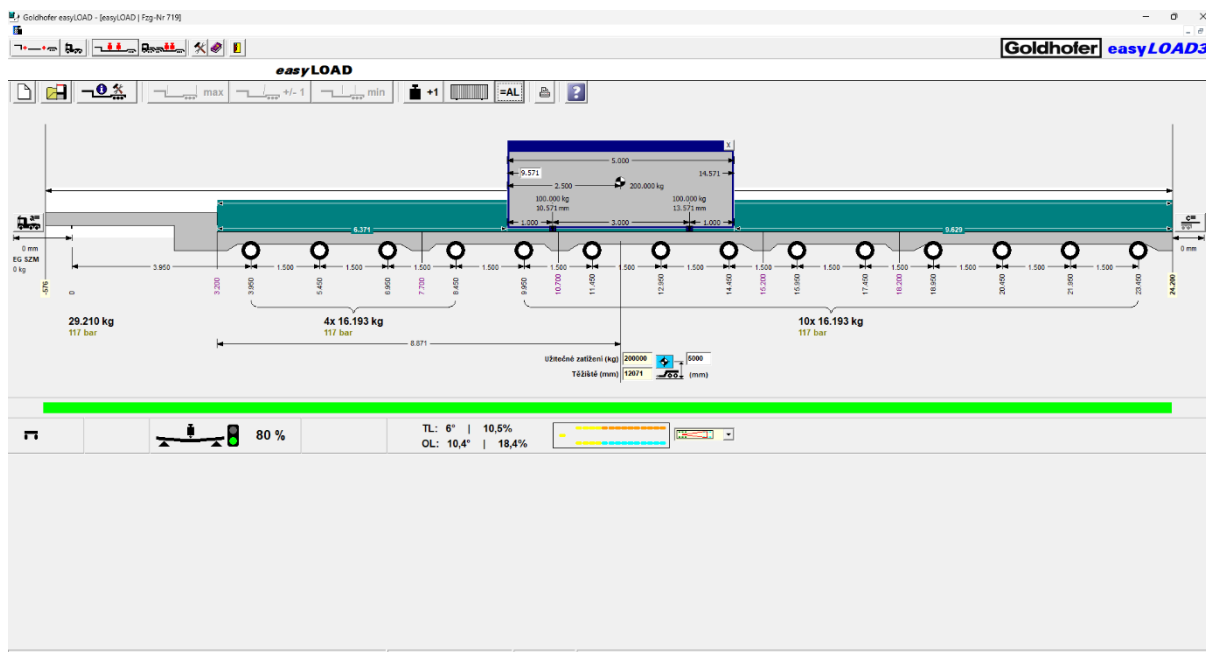 Goldhofer easyLOAD - [easyLOAD | Fzg-Nr 719]
Goldhofer easyLOAD3
easyLOAD
max +/- 1 min +1 =AL ?
x
5.000
9.571 14.571
2.500 200.000 kg
100.000 kg 100.000 kg
10.571 mm 13.571 mm
1.000 3.000 1.000
a= c=
6.371 9.629
0 mm 0 mm
EG SZM
0 kg
3.950 1.500 1.500 1.500 1.500 1.500 1.500 1.500 1.500 1.500 1.500 1.500 1.500 1.500
-576 0 3.200 3.950 5.450 6.950 7.700 8.450 9.950 10.700 11.450 12.950 14.450 15.200 15.950 17.450 18.200 18.950 20.450 21.950 23.450 24.200
29.210 kg 4x 16.193 kg 10x 16.193 kg
117 bar 117 bar 117 bar
8.871
Užitečné zatížení (kg) 200000 5000
Těžiště (mm) 12071 (mm)
80 % TL: 6° | 10,5%
OL: 10,4° | 18,4%